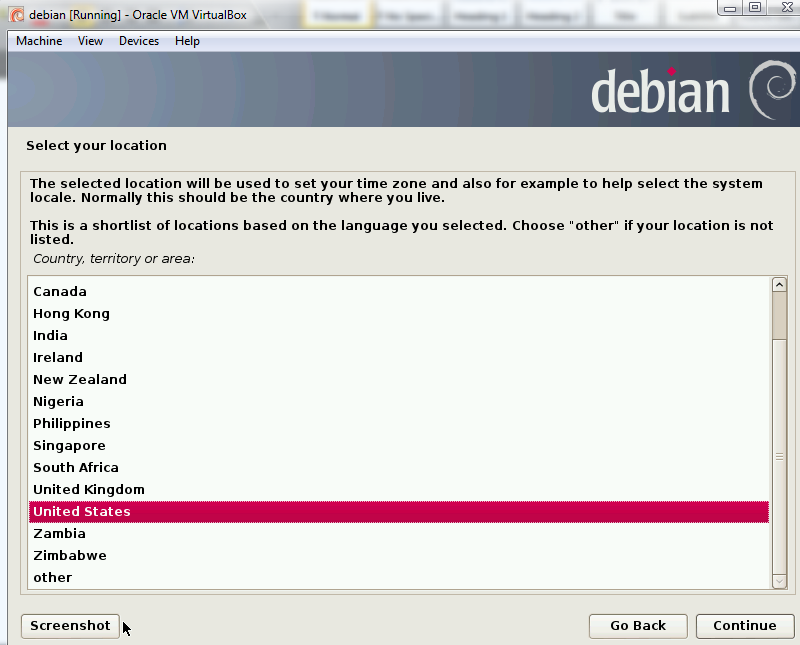 debian [Running] - Oracle VM VirtualBox
Machine View Devices Help
debian
Select your location
The selected location will be used to set your time zone and also for example to help select the system
locale. Normally this should be the country where you live.
This is a shortlist of locations based on the language you selected. Choose "other" if your location is not
listed.
Country, territory or area:
Canada
Hong Kong
India
Ireland
New Zealand
Nigeria
Philippines
Singapore
South Africa
United Kingdom
United States
Zambia
Zimbabwe
other
Screenshot Go Back Continue